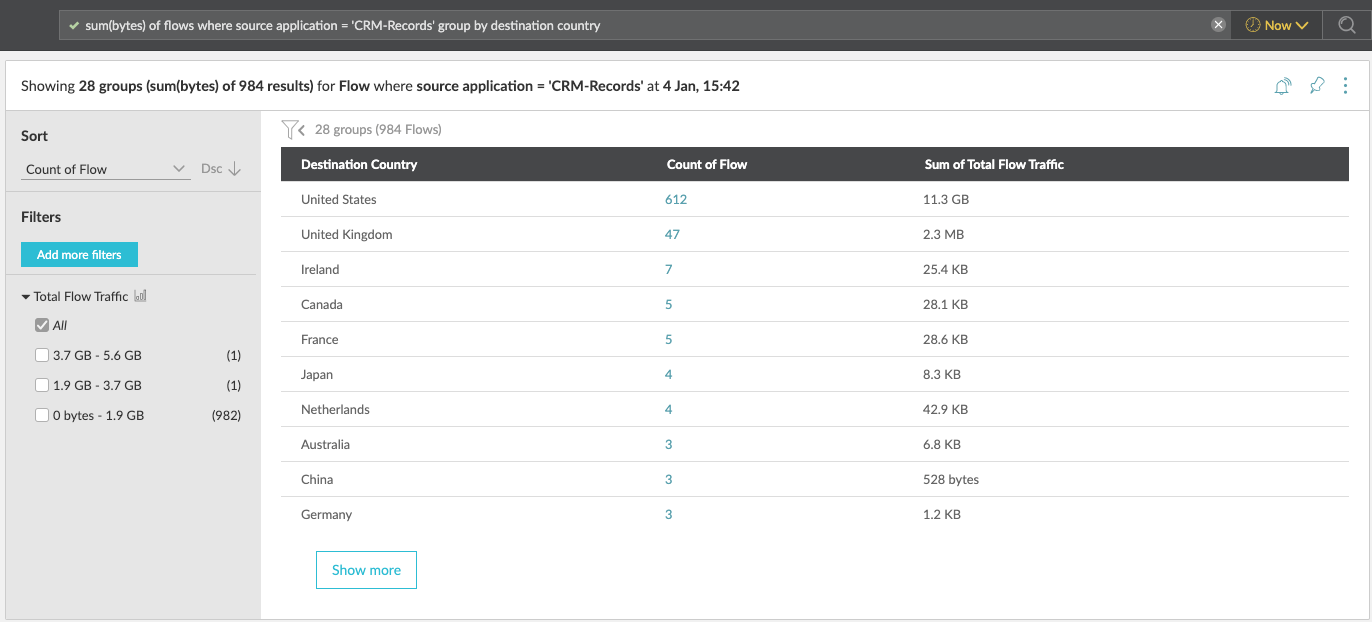 sum(bytes) of flows where source application = 'CRM-Records' group by destination country
Now
Showing 28 groups (sum(bytes) of 984 results) for Flow where source application = 'CRM-Records' at 4 Jan, 15:42
Sort
Count of Flow Dsc
Filters
Add more filters
Total Flow Traffic
All
3.7 GB - 5.6 GB (1)
1.9 GB - 3.7 GB (1)
0 bytes - 1.9 GB (982)
28 groups (984 Flows)
Destination Country Count of Flow Sum of Total Flow Traffic
United States 612 11.3 GB
United Kingdom 47 2.3 MB
Ireland 7 25.4 KB
Canada 5 28.1 KB
France 5 28.6 KB
Japan 4 8.3 KB
Netherlands 4 42.9 KB
Australia 3 6.8 KB
China 3 528 bytes
Germany 3 1.2 KB
Show more